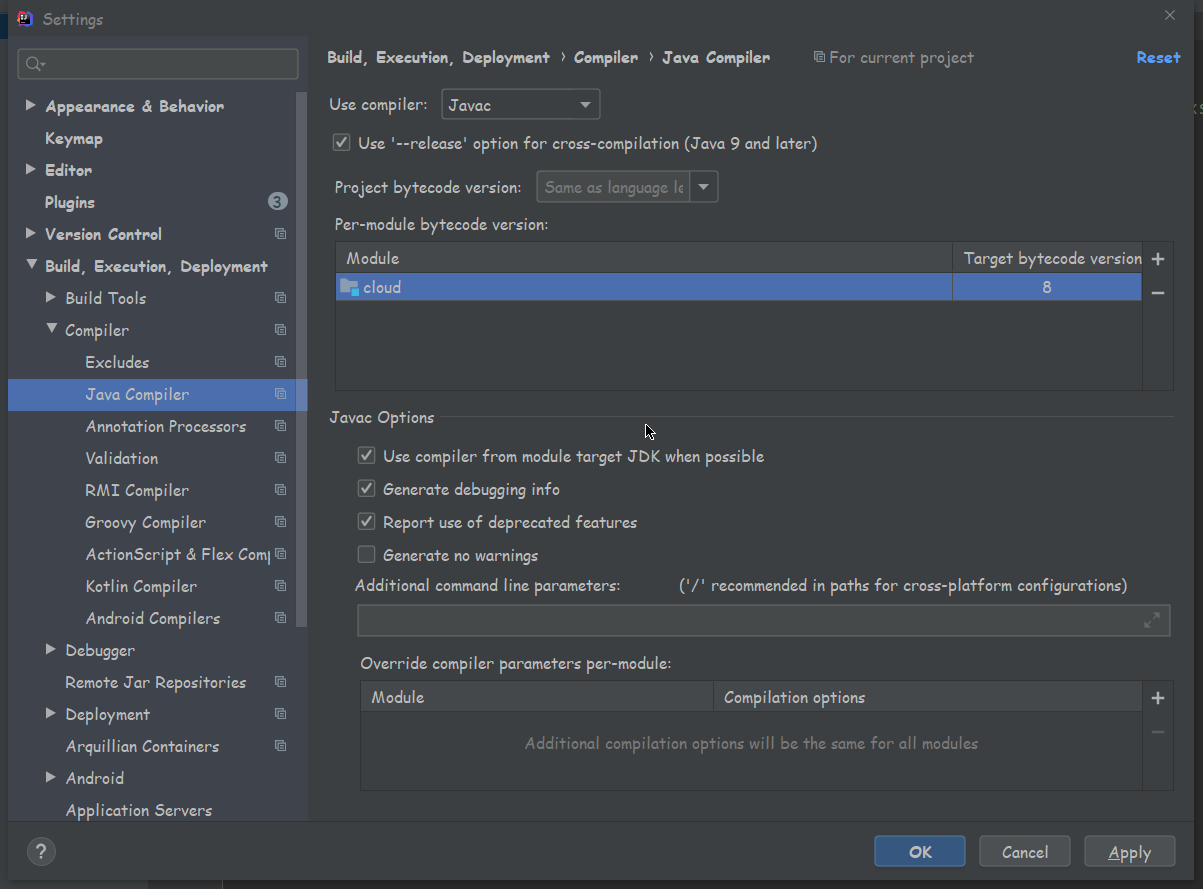 Settings
Appearance & Behavior
Keymap
Editor
Plugins 3
Version Control
Build, Execution, Deployment
Build Tools
Compiler
Excludes
Java Compiler
Annotation Processors
Validation
RMI Compiler
Groovy Compiler
ActionScript & Flex Comp
Kotlin Compiler
Android Compilers
Debugger
Remote Jar Repositories
Deployment
Arquillian Containers
Android
Application Servers
Build, Execution, Deployment › Compiler › Java Compiler For current project Reset
Use compiler: Javac
Use '--release' option for cross-compilation (Java 9 and later)
Project bytecode version: Same as language le
Per-module bytecode version:
Module Target bytecode version
cloud 8
Javac Options
Use compiler from module target JDK when possible
Generate debugging info
Report use of deprecated features
Generate no warnings
Additional command line parameters: ('/' recommended in paths for cross-platform configurations)
Override compiler parameters per-module:
Module Compilation options
Additional compilation options will be the same for all modules
? OK Cancel Apply